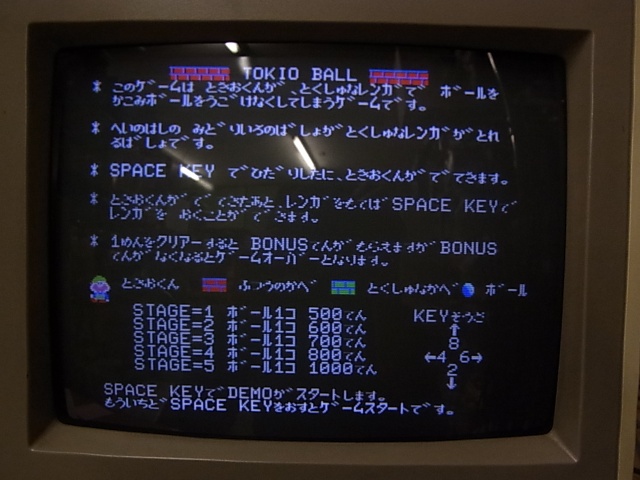 TOKIO BALL
* このゲームは ときおくんが、とくしゅなレンガで ボールを
かこみボールをうごけなくしてしまうゲームです。
* へいのはしの みどりいろのばしょがとくしゅなレンガがとれ
るばしょです。
* SPACE KEY でひだりしたに、ときおくんがでてきます。
* ときおくんがでてきたあと、レンガをもてばSPACE KEYで
レンガを おくことができます。
* 1めんをクリアーすると BONUSてんがもらえますがBONUS
てんがなくなるとゲームオーバーとなります。
ときおくん ふつうのかべ とくしゅなかべ ボール
STAGE=1 ボール1コ 500てん KEYそうさ
STAGE=2 ボール1コ 600てん ↑
STAGE=3 ボール1コ 700てん 8
STAGE=4 ボール1コ 800てん ←4 6→
STAGE=5 ボール1コ 1000てん 2
↓
SPACE KEYでDEMOがスタートします。
もういちどSPACE KEYをおすとゲームスタートです。